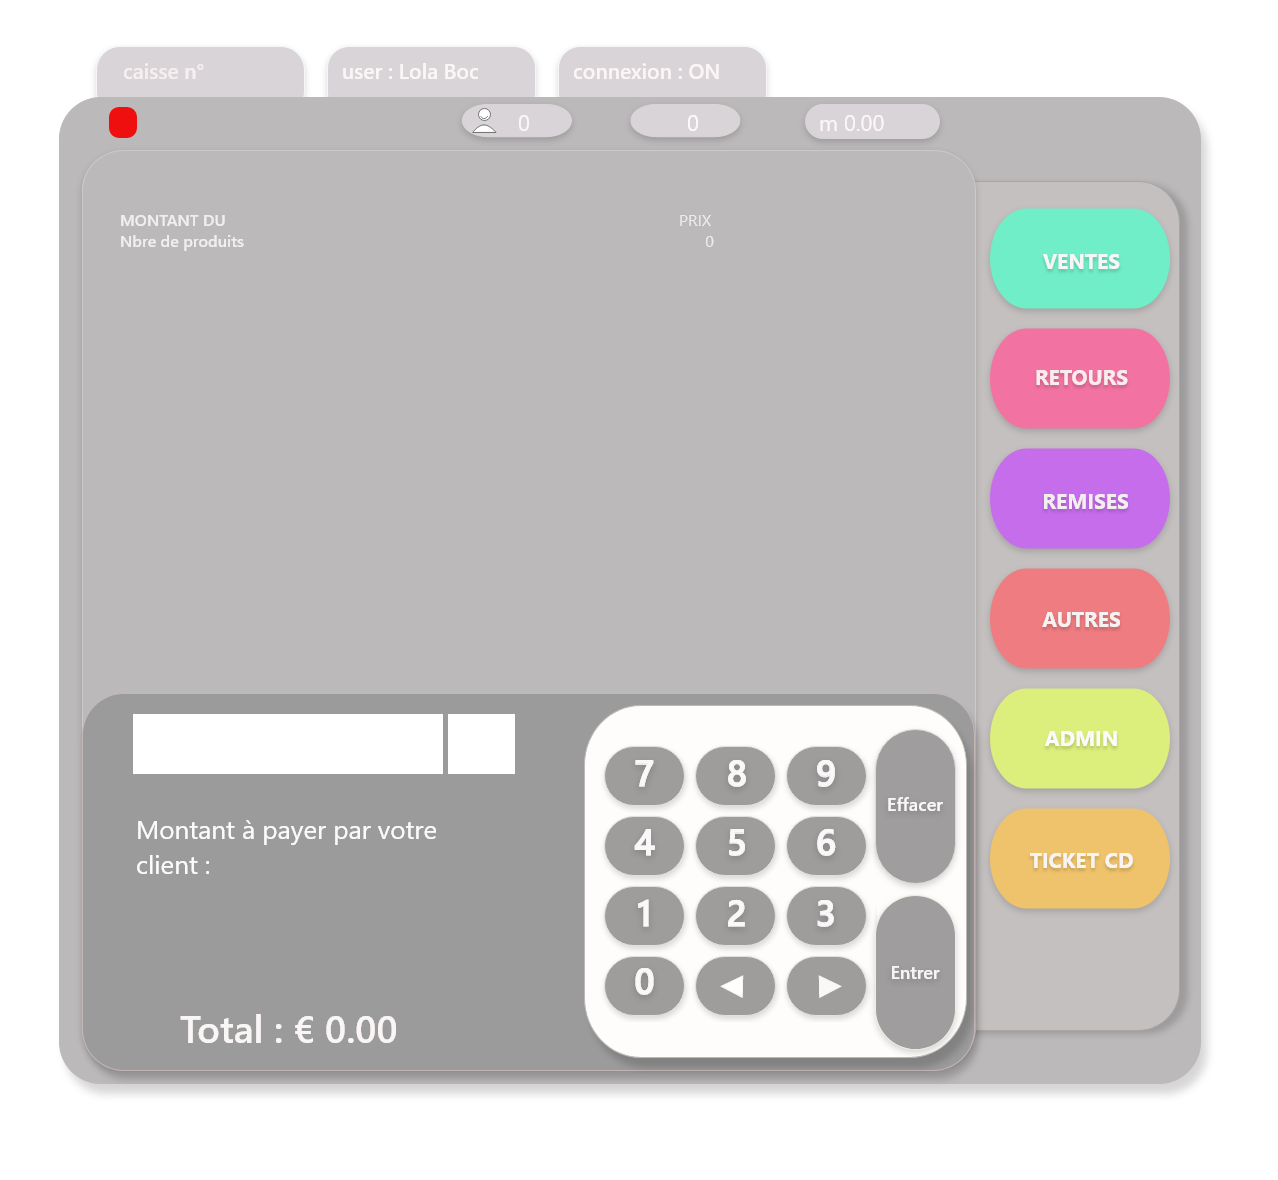 caisse n°
user : Lola Boc
connexion : ON
0
0
m 0.00
MONTANT DU
PRIX
Nbre de produits
0
VENTES
RETOURS
REMISES
AUTRES
ADMIN
TICKET CD
Montant à payer par votre
client :
Total : € 0.00
7 8 9
Effacer
4 5 6
1 2 3
0 ◀ ▶
Entrer